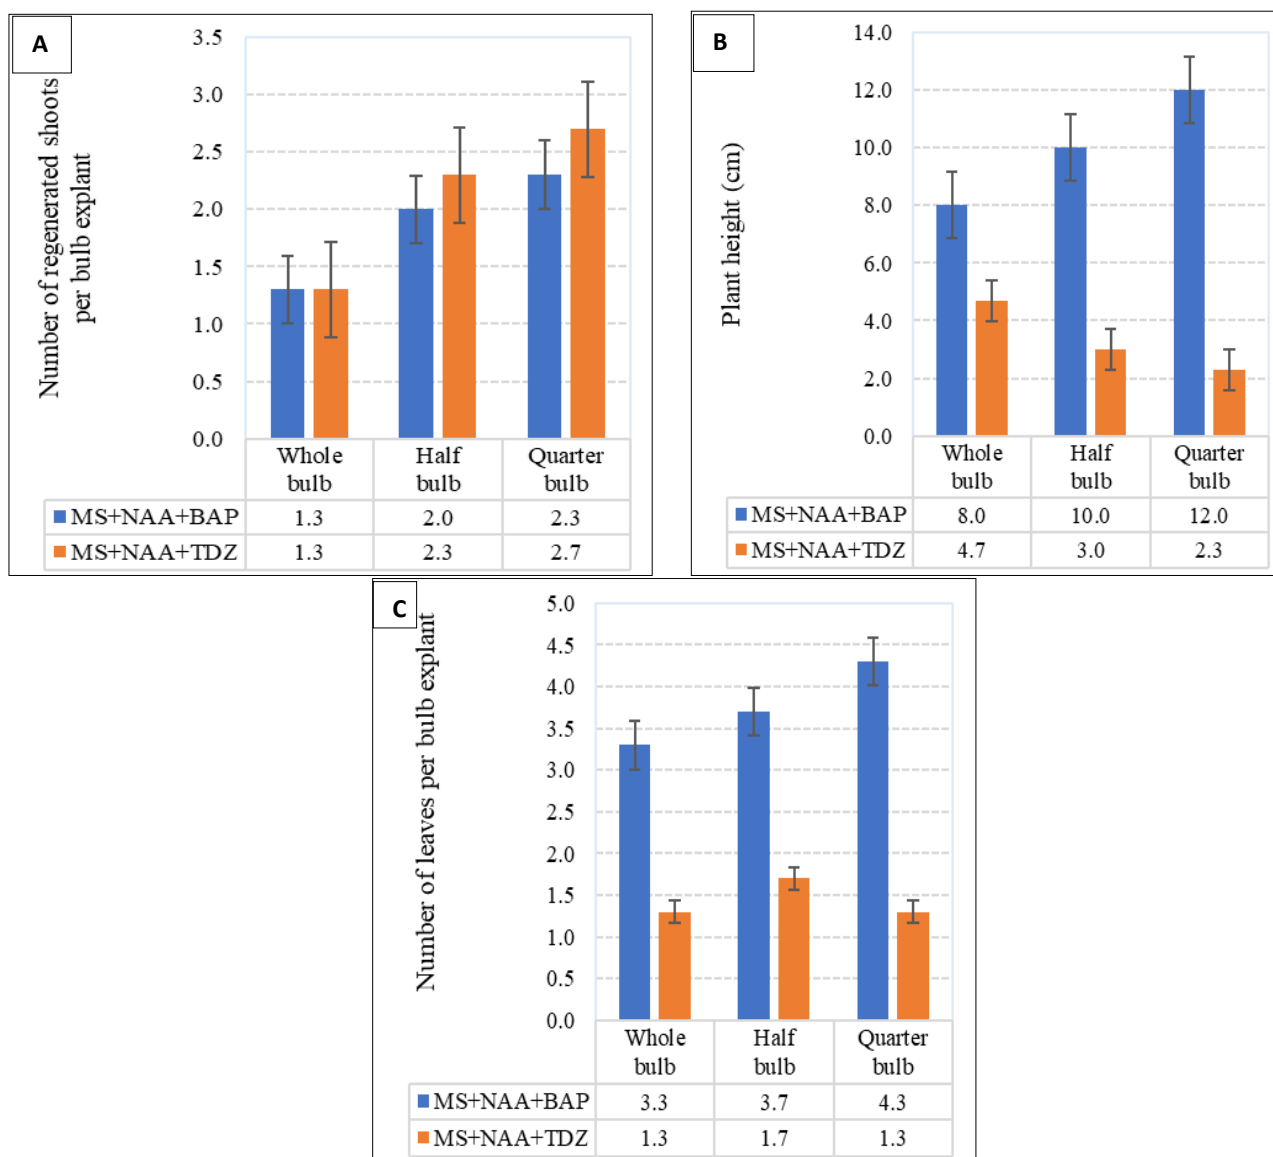 A
Number of regenerated shoots
per bulb explant
3.5
3.0
2.5
2.0
1.5
1.0
0.5
0.0
Whole bulb
Half bulb
Quarter bulb
MS+NAA+BAP 1.3 2.0 2.3
MS+NAA+TDZ 1.3 2.3 2.7
B
Plant height (cm)
14.0
12.0
10.0
8.0
6.0
4.0
2.0
0.0
Whole bulb
Half bulb
Quarter bulb
MS+NAA+BAP 8.0 10.0 12.0
MS+NAA+TDZ 4.7 3.0 2.3
C
Number of leaves per bulb explant
5.0
4.5
4.0
3.5
3.0
2.5
2.0
1.5
1.0
0.5
0.0
Whole bulb
Half bulb
Quarter bulb
MS+NAA+BAP 3.3 3.7 4.3
MS+NAA+TDZ 1.3 1.7 1.3